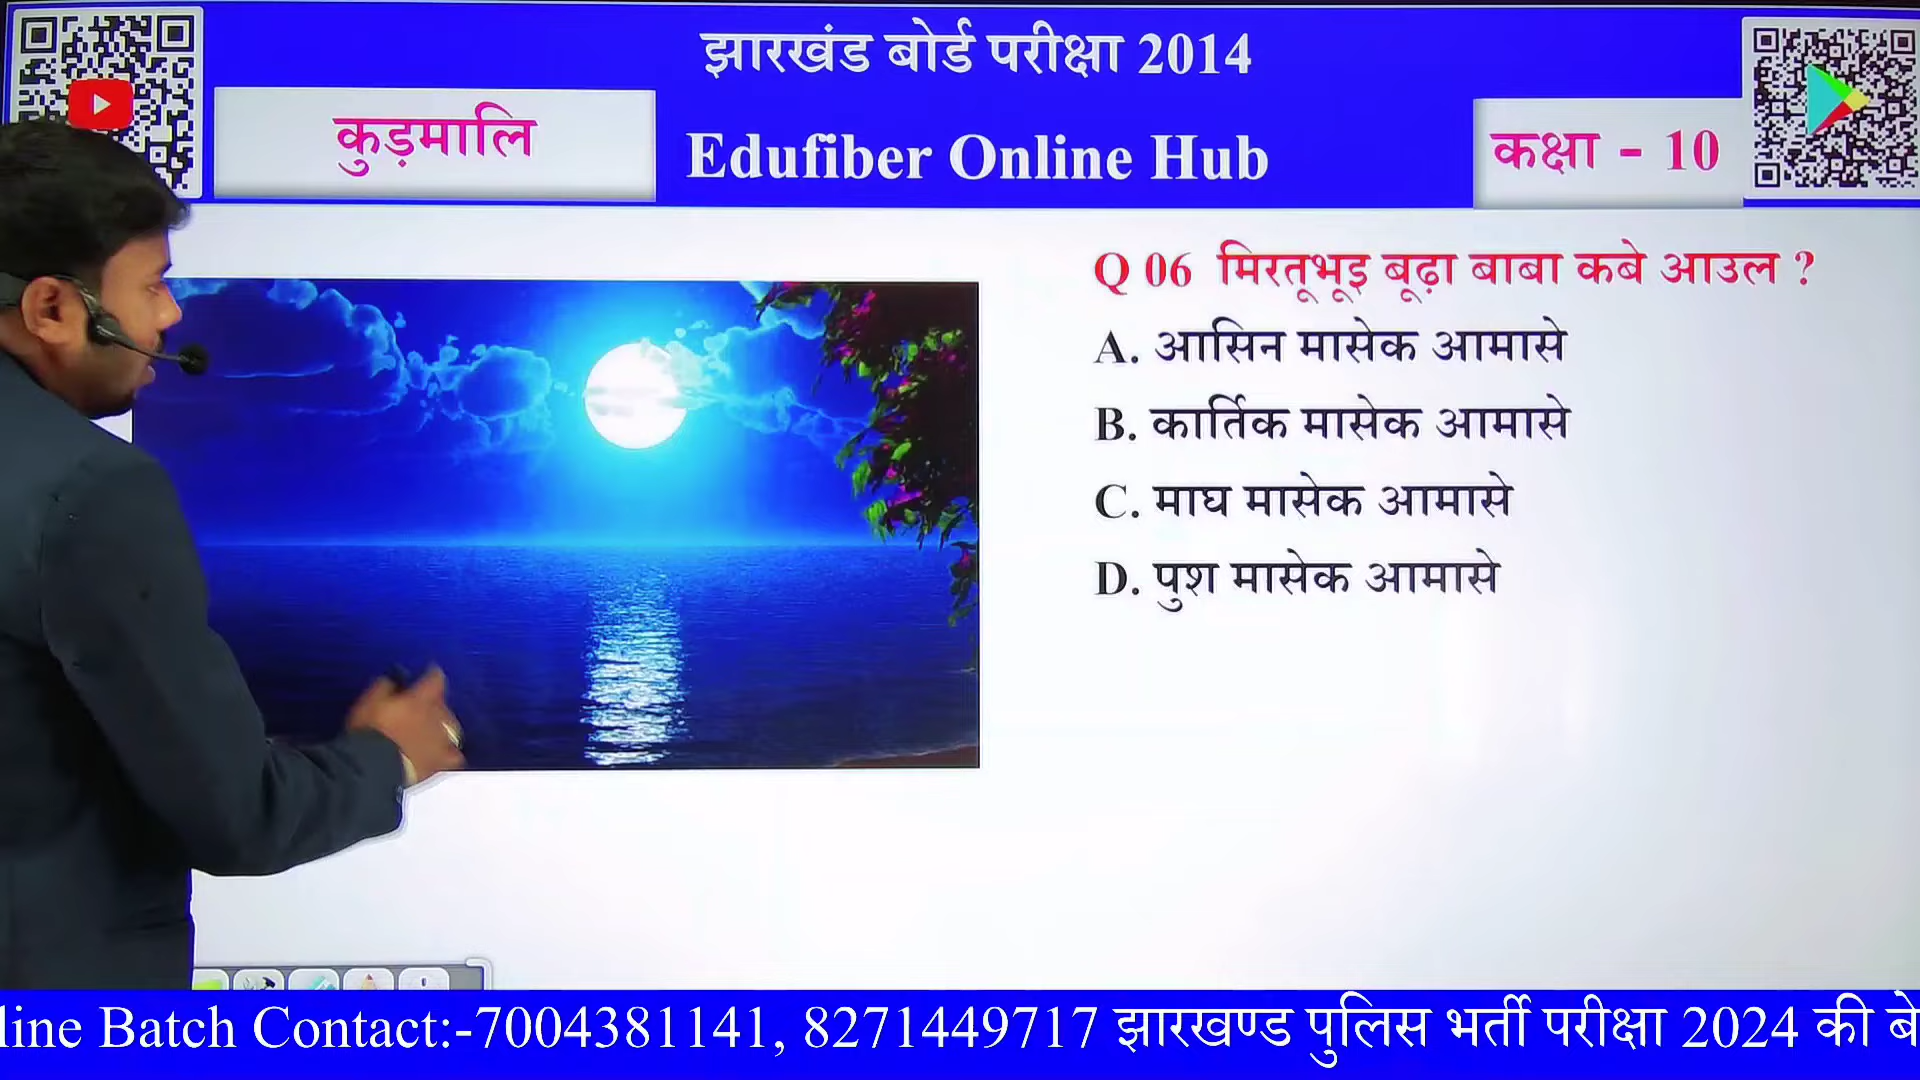 झारखंड बोर्ड परीक्षा 2014
कुड़मालि
Edufiber Online Hub
कक्षा - 10
Q 06 मिरतूभूइ बूढ़ा बाबा कबे आउल ?
A. आसिन मासेक आमासे
B. कार्तिक मासेक आमासे
C. माघ मासेक आमासे
D. पुश मासेक आमासे
line Batch Contact:-7004381141, 8271449717 झारखण्ड पुलिस भर्ती परीक्षा 2024 की बे